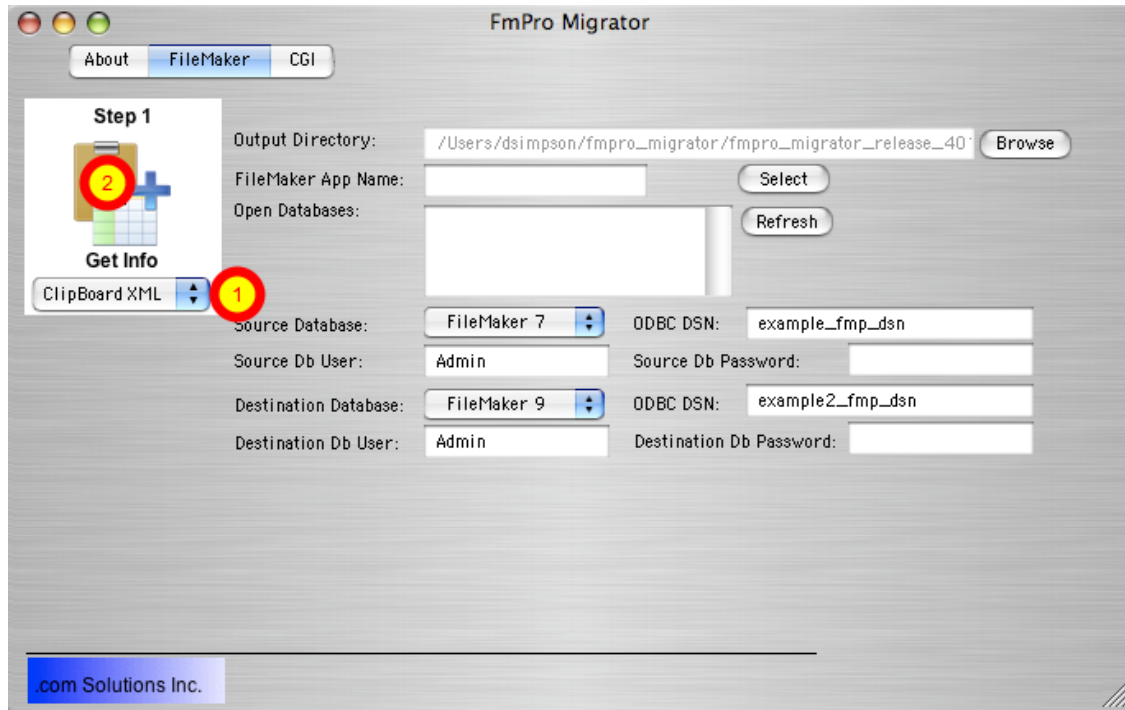 FmPro Migrator
About FileMaker CGI
Step 1
2
Get Info
ClipBoard XML 1
Output Directory: /Users/dsimpson/fmpro_migrator/fmpro_migrator_release_40 Browse
FileMaker App Name: Select
Open Databases: Refresh
Source Database: FileMaker 7 ODBC DSN: example_fmp_dsn
Source Db User: Admin Source Db Password:
Destination Database: FileMaker 9 ODBC DSN: example2_fmp_dsn
Destination Db User: Admin Destination Db Password:
.com Solutions Inc.